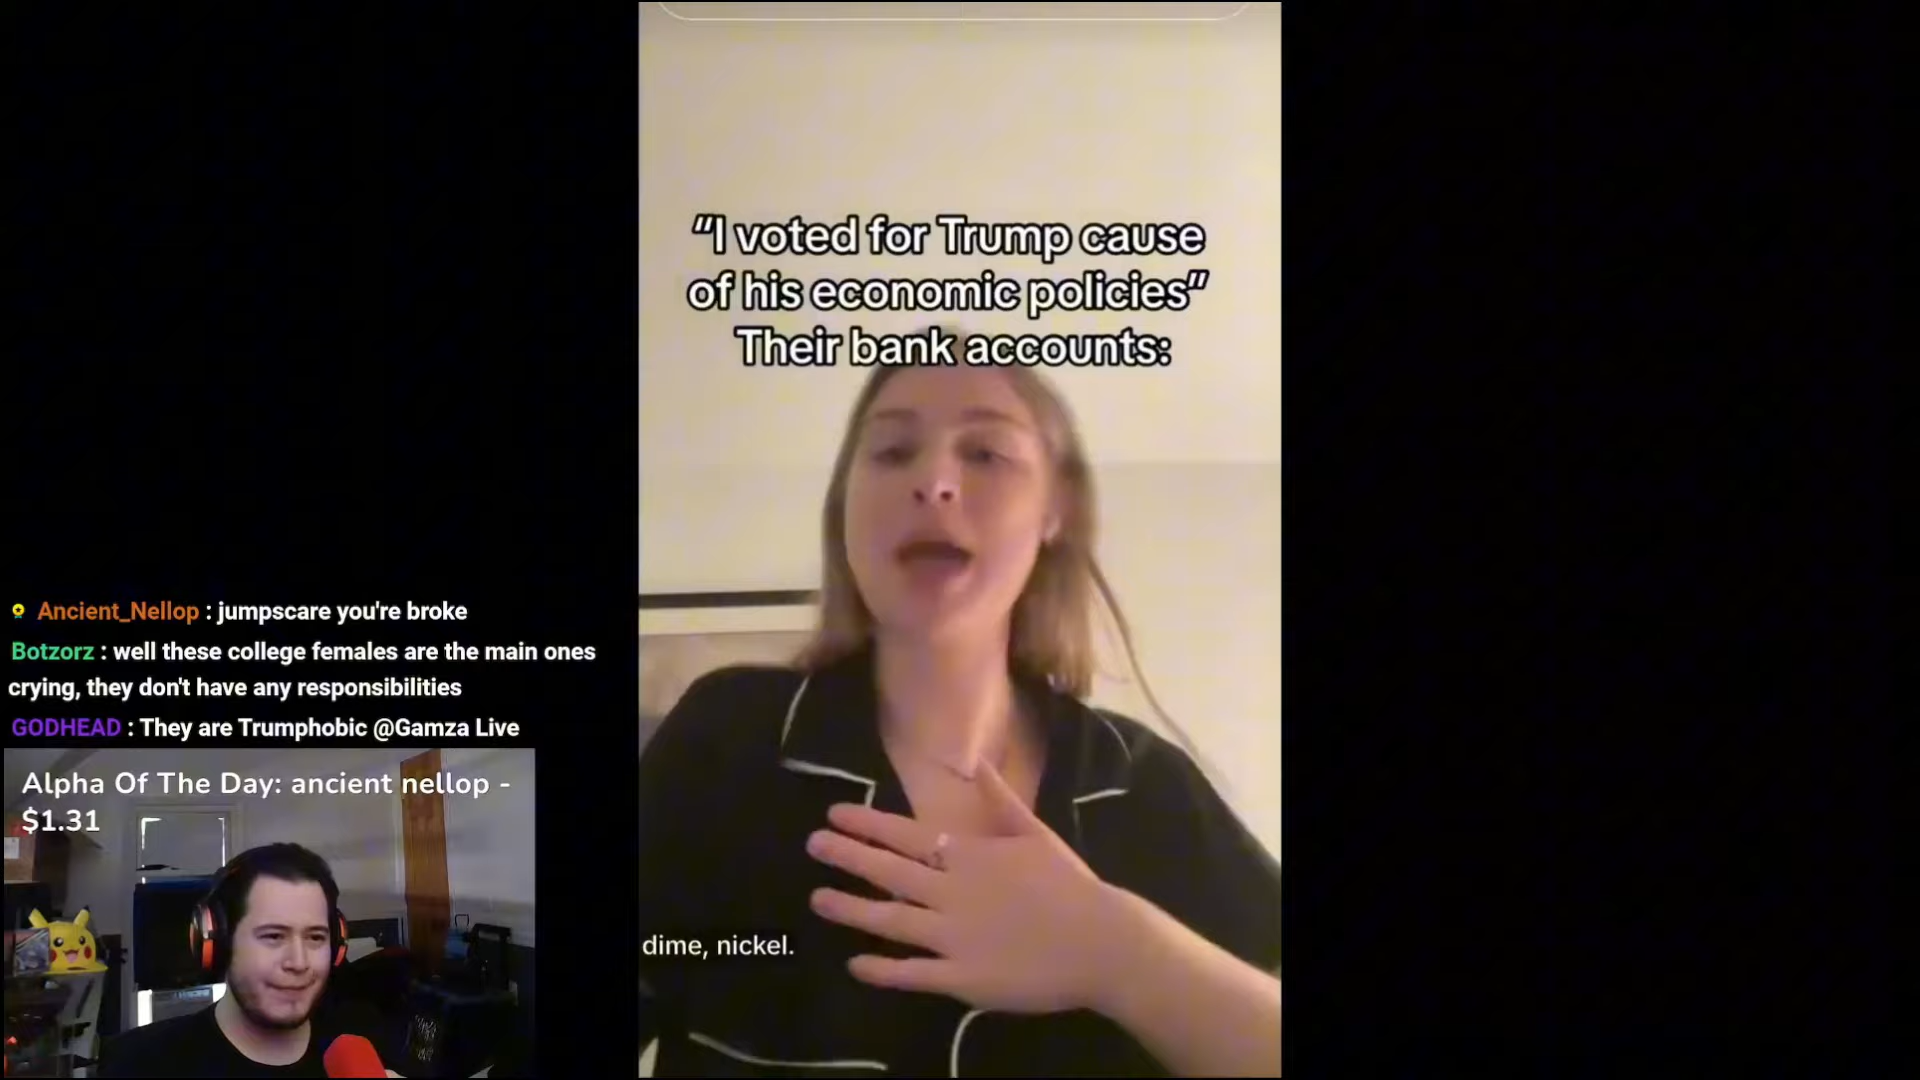 “I voted for Trump cause
of his economic policies”
Their bank accounts:
dime, nickel.
Ancient_Nellop : jumpscare you're broke
Botzorz : well these college females are the main ones
crying, they don't have any responsibilities
GODHEAD : They are Trumphobic @Gamza Live
Alpha Of The Day: ancient nellop -
$1.31